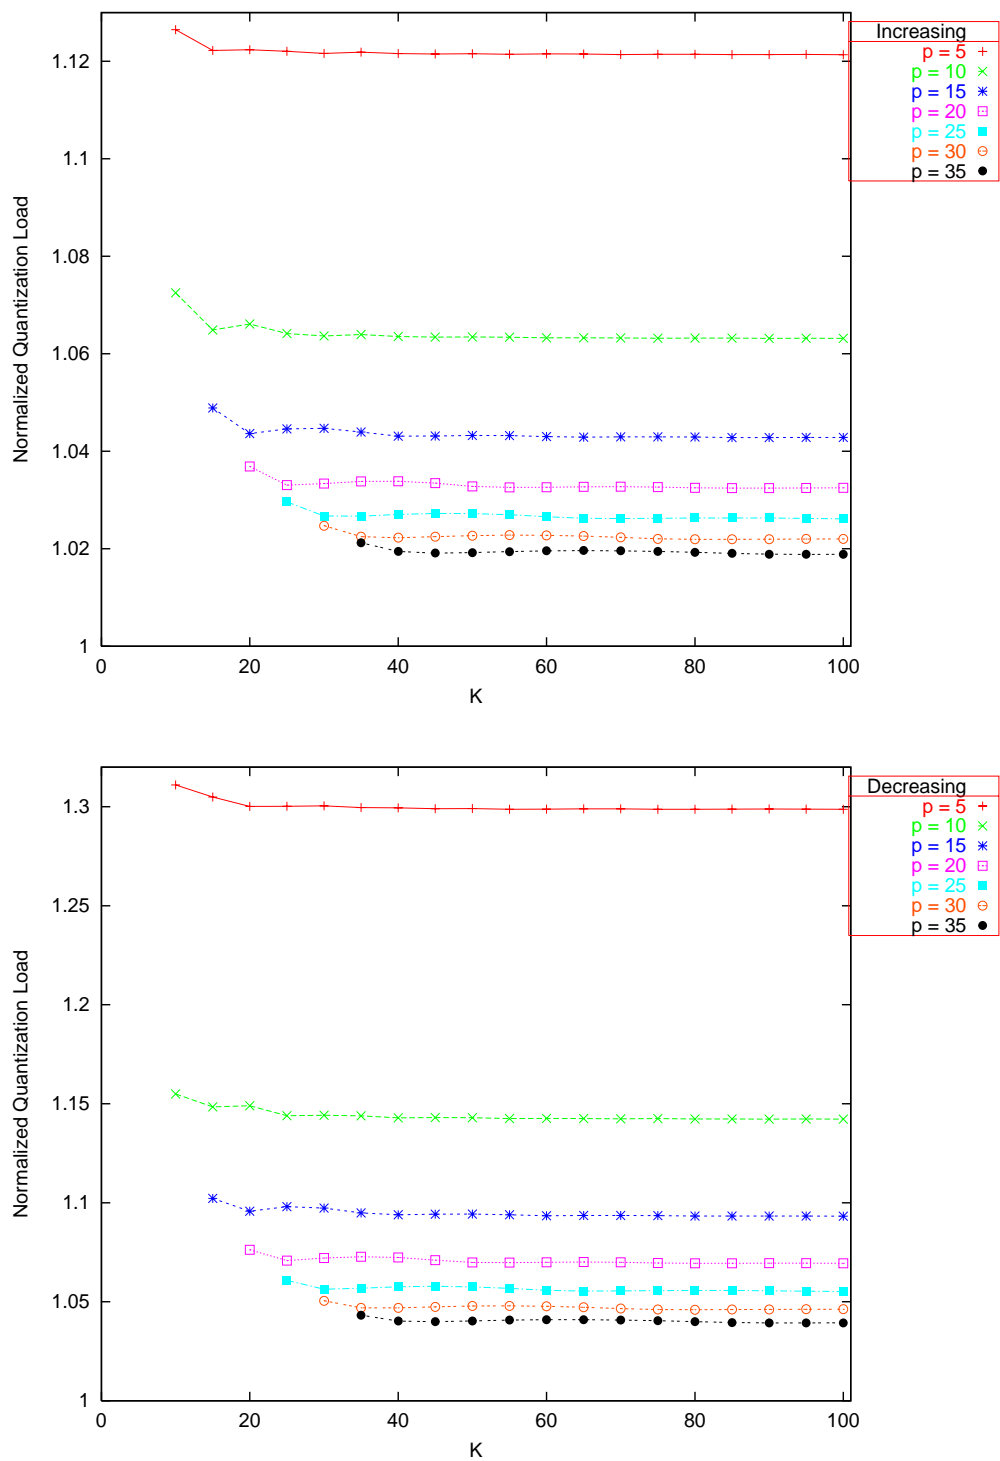 Increasing
p = 5
p = 10
p = 15
p = 20
p = 25
p = 30
p = 35
Normalized Quantization Load
1.12
1.1
1.08
1.06
1.04
1.02
1
0 20 40 60 80 100
K
Decreasing
p = 5
p = 10
p = 15
p = 20
p = 25
p = 30
p = 35
Normalized Quantization Load
1.3
1.25
1.2
1.15
1.1
1.05
1
0 20 40 60 80 100
K